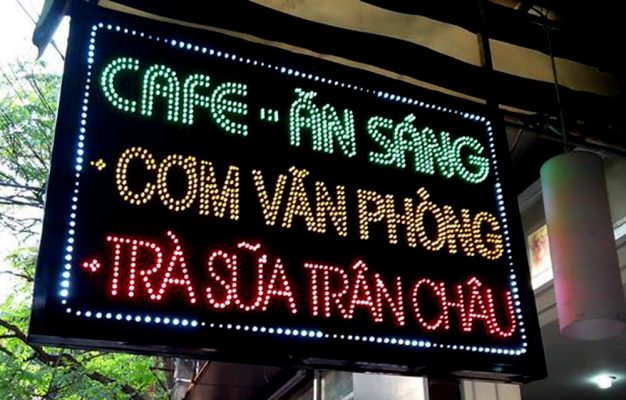 CAFE - ĂN SÁNG
CƠM VĂN PHÒNG
TRÀ SỮA TRÂN CHÂU